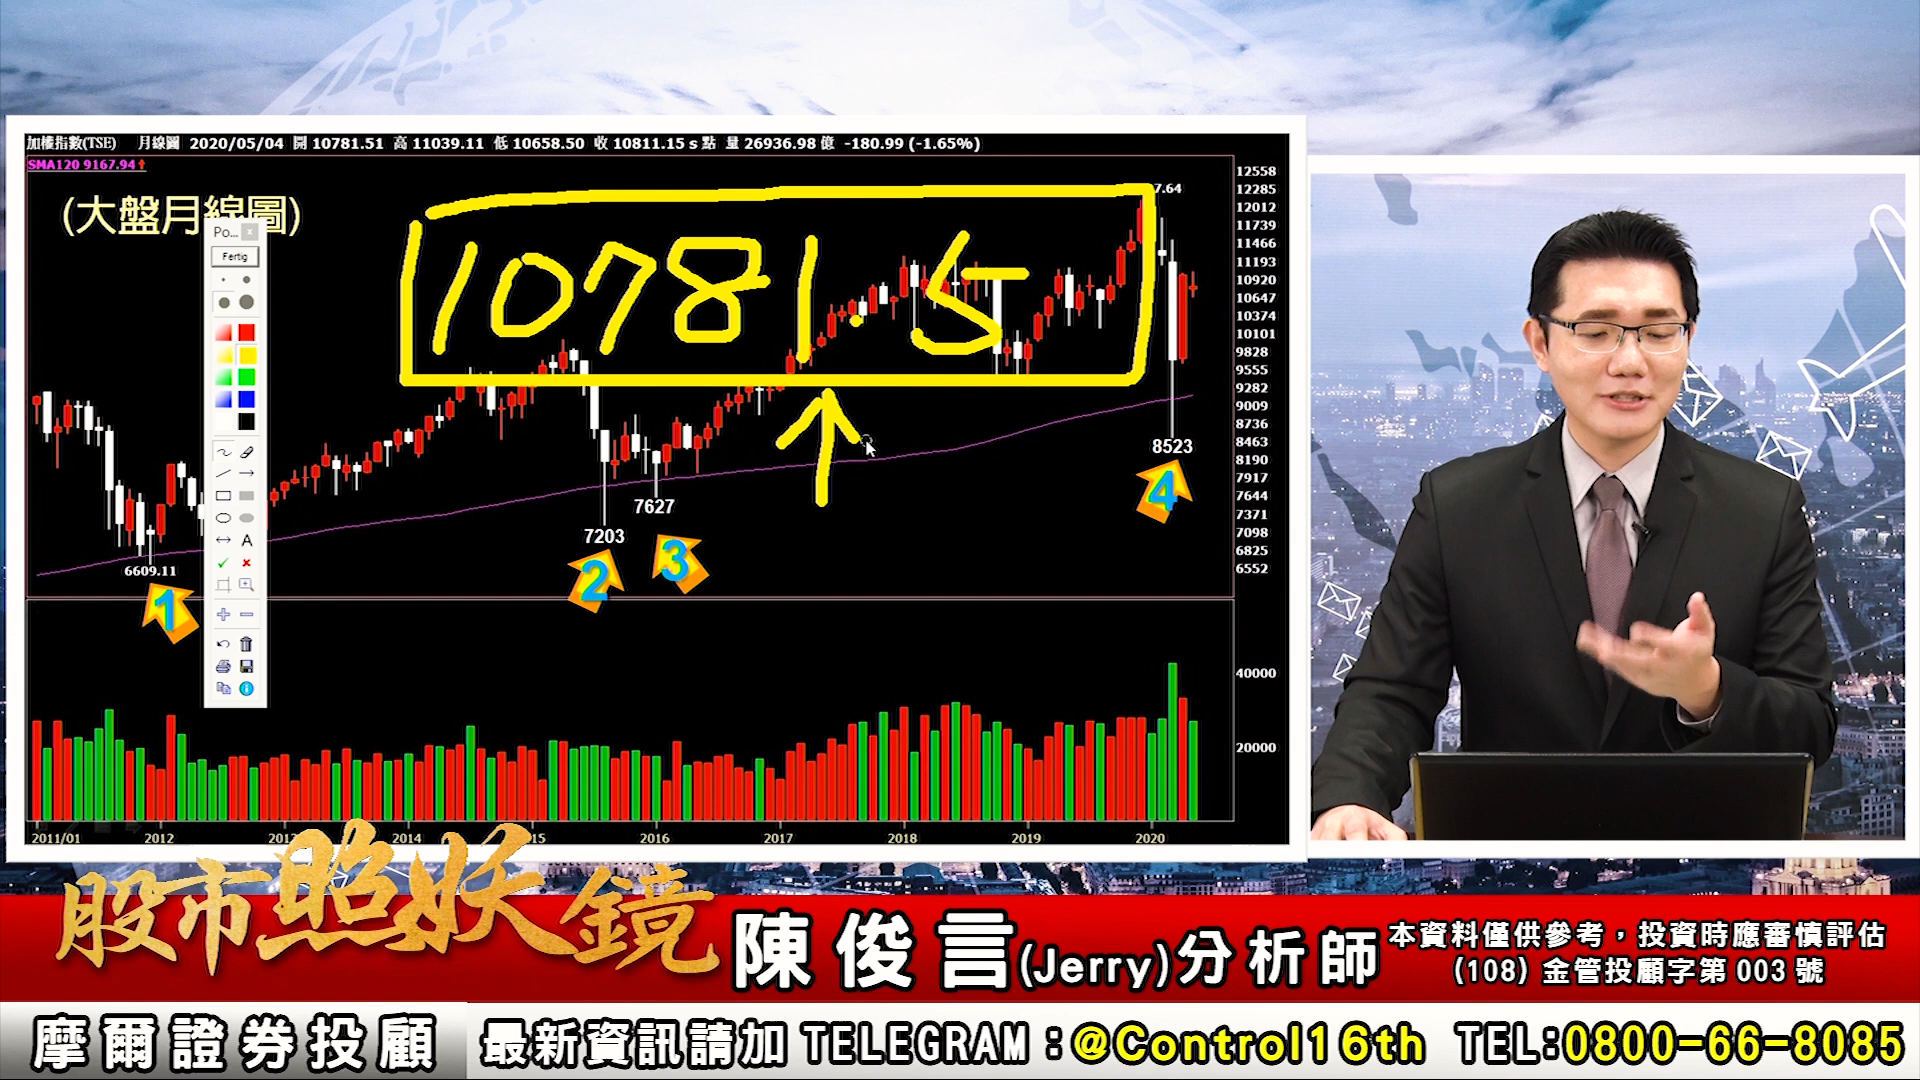 加權指數(TSE) 月線圖 2020/05/04 開 10781.51 高 11039.11 低 10658.50 收 10811.15 s 點 量 26936.98 億 -180.99 (-1.65%)
SMA120 9167.94↑
(大盤月線圖)
Po... x
Fertig
A
10781.5
7.64
12558
12285
12012
11739
11466
11193
10920
10647
10374
10101
9828
9555
9282
9009
8736
8463
8190
7917
7644
7371
7098
6825
6552
8523
4
7627
7203
3
2
6609.11
1
40000
20000
2011/01 2012 2014 2016 2017 2018 2019 2020
股市照妖鏡
陳俊言(Jerry)分析師
本資料僅供參考,投資時應審慎評估
(108) 金管投顧字第 003 號
摩爾證券投顧
最新資訊請加 TELEGRAM:@Control16th TEL:0800-66-8085